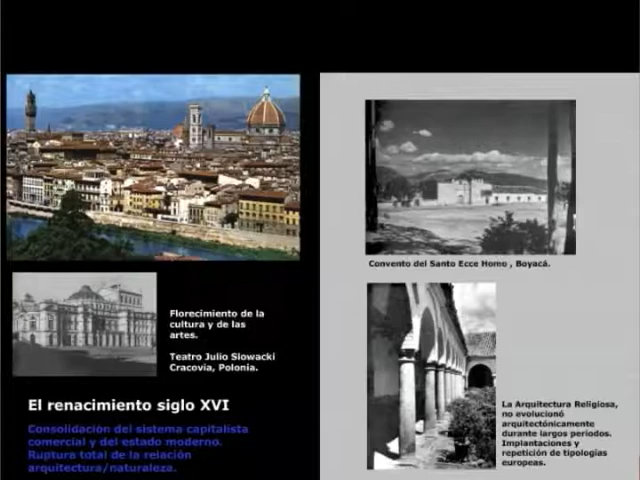 Florecimiento de la
cultura y de las
artes.
Teatro Julio Slowacki
Cracovia, Polonia.
El renacimiento siglo XVI
Consolidación del sistema capitalista
comercial y del estado moderno.
Ruptura total de la relación
arquitectura/naturaleza.
Convento del Santo Ecce Homo , Boyacá.
La Arquitectura Religiosa,
no evolucionó
arquitectónicamente
durante largos periodos.
Implantaciones y
repetición de tipologías
europeas.